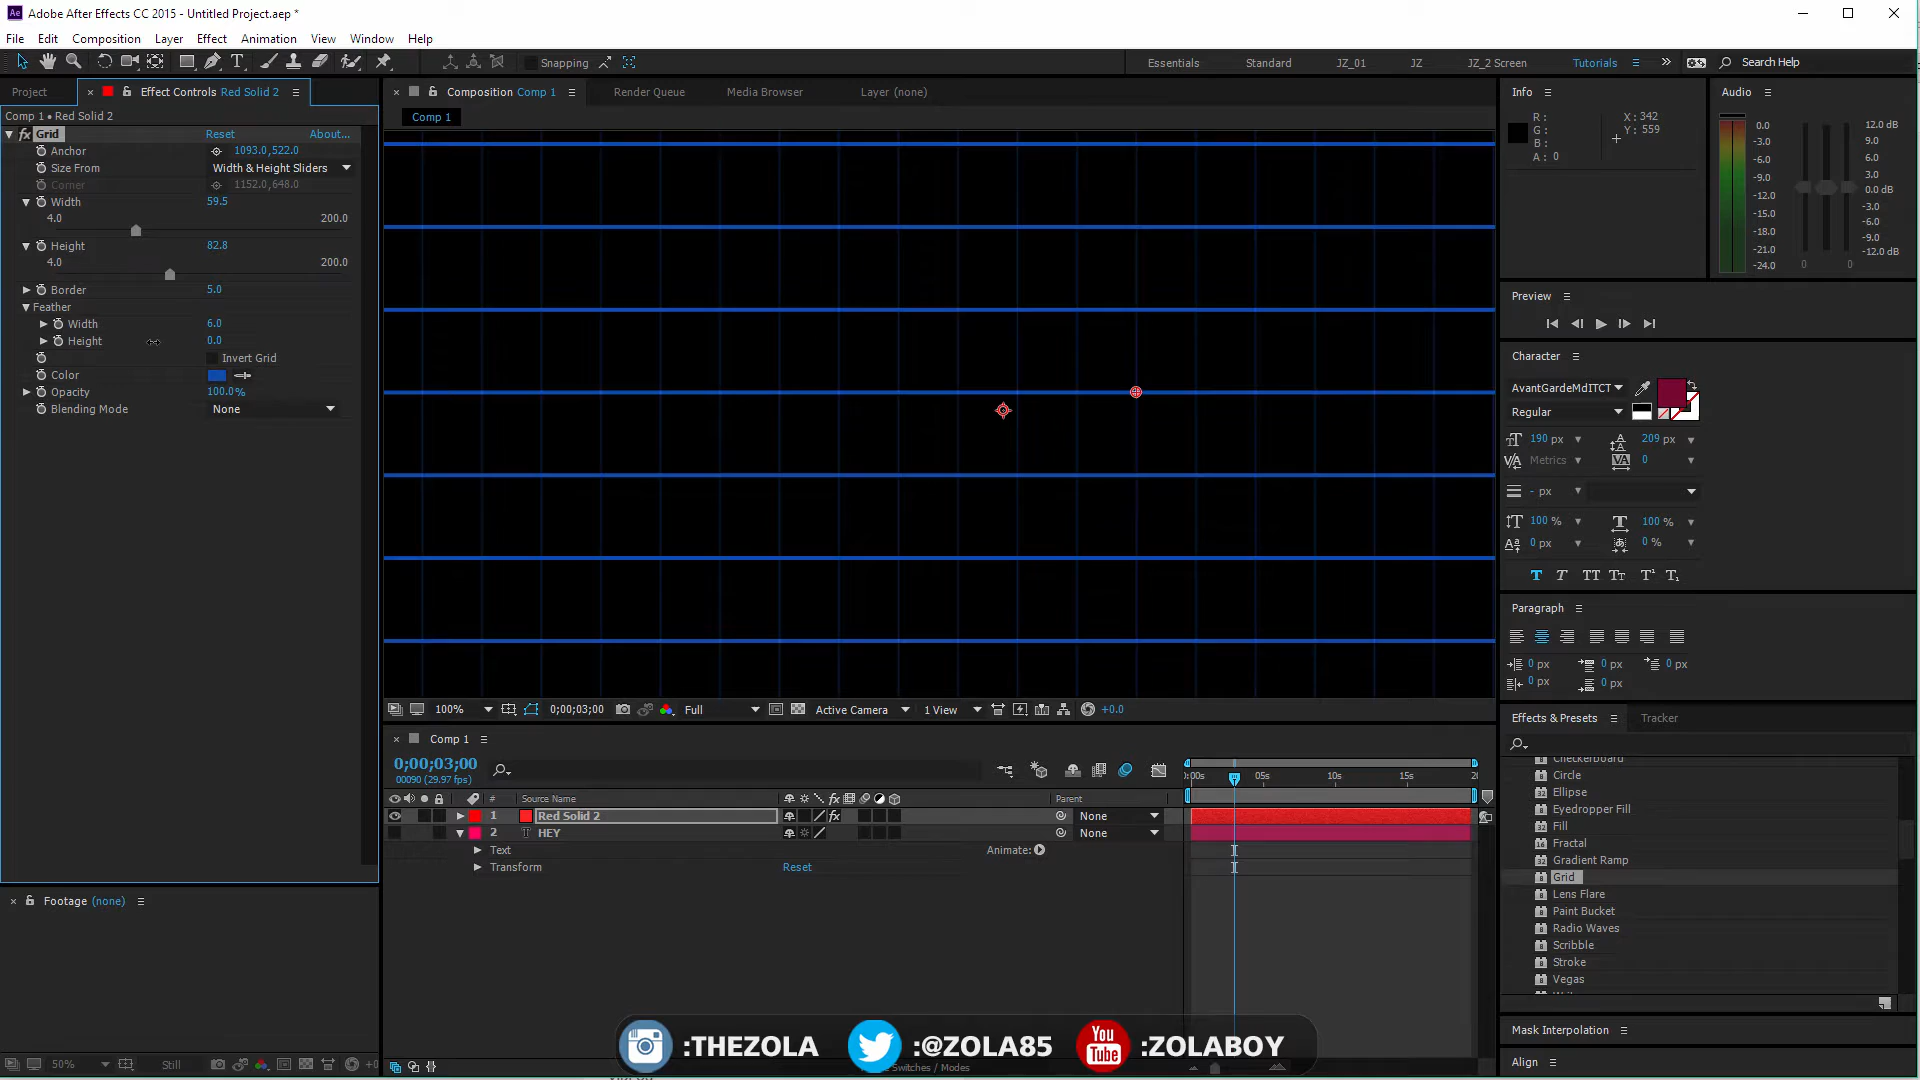 Ae Adobe After Effects CC 2015 - Untitled Project.aep *
File Edit Composition Layer Effect Animation View Window Help
Snapping
Essentials Standard JZ_01 JZ JZ_2 Screen Tutorials
Search Help
Project
Effect Controls Red Solid 2
Comp 1 • Red Solid 2
fx Grid Reset About...
Anchor 1093.0,522.0
Size From Width & Height Sliders
Corner 1152.0,648.0
Width 59.5
4.0 200.0
Height 82.8
4.0 200.0
Border 5.0
Feather
Width 6.0
Height 0.0
Invert Grid
Color
Opacity 100.0%
Blending Mode None
Footage (none)
50% Still +0
Composition Comp 1 Render Queue Media Browser Layer (none)
Comp 1
100% 0;00;03;00 Full Active Camera 1 View +0.0
Comp 1
0;00;03;00
00090 (29.97 fps)
:00s 05s 10s 15s 20
# Source Name fx Parent
1 Red Solid 2 fx None
2 T HEY None
Text Animate:
Transform Reset
:THEZOLA :@ZOLA85 You Tube :ZOLABOY
Switches / Modes
Info
R: X: 342
G: Y: 559
B:
A: 0
Audio
0.0 12.0 dB
-3.0 9.0
-6.0 6.0
-9.0 3.0
-12.0 0.0 dB
-15.0 -3.0
-18.0 -6.0
-21.0 -9.0
-24.0 -12.0 dB
0 0
Preview
Character
AvantGardeMdITCT
Regular
190 px 209 px
Metrics 0
- px
100 % 100 %
0 px 0 %
T T TT Tt T¹ T₁
Paragraph
0 px 0 px 0 px
0 px 0 px
Effects & Presets Tracker
Checkerboard
Circle
Ellipse
Eyedropper Fill
Fill
Fractal
Gradient Ramp
Grid
Lens Flare
Paint Bucket
Radio Waves
Scribble
Stroke
Vegas
Mask Interpolation
Align